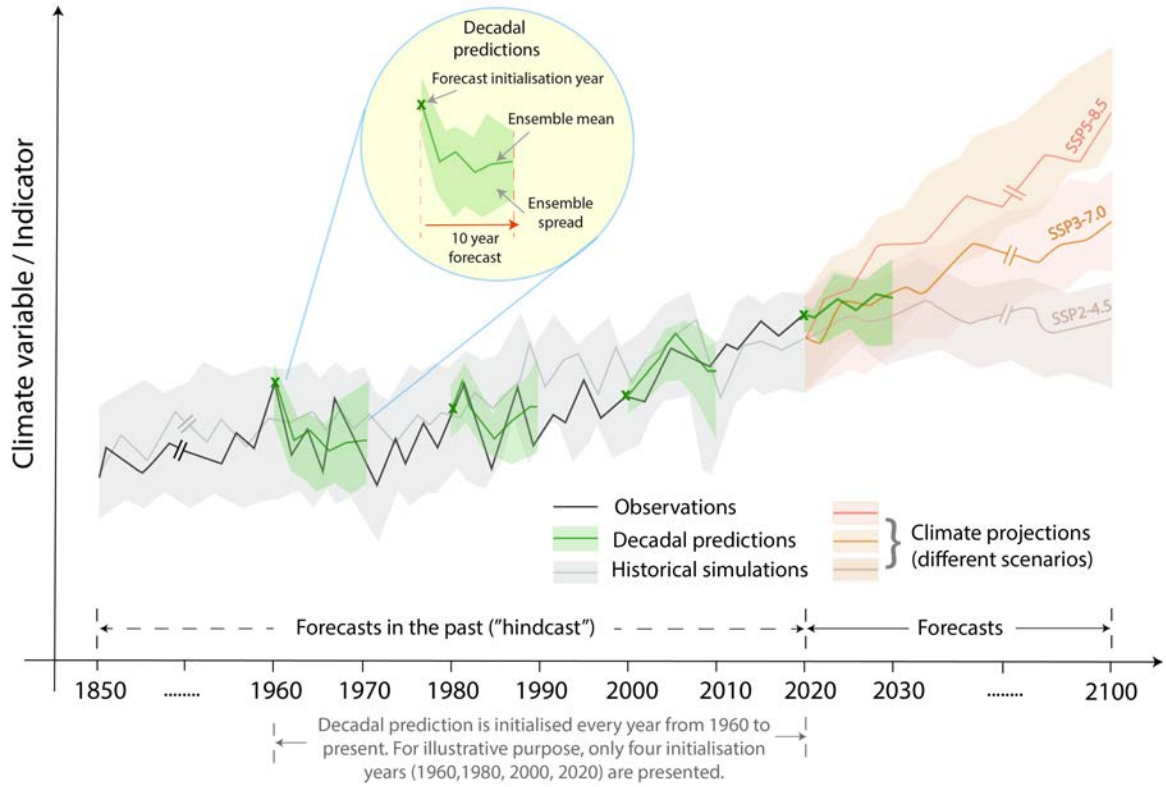 Climate variable / Indicator
Decadal
predictions
Forecast initialisation year
Ensemble mean
Ensemble
spread
10 year
forecast
SSP5-8.5
SSP3-7.0
SSP2-4.5
Observations
Decadal predictions
Historical simulations
Climate projections
(different scenarios)
Forecasts in the past ("hindcast")
Forecasts
1850 ........ 1960 1970 1980 1990 2000 2010 2020 2030 ........ 2100
Decadal prediction is initialised every year from 1960 to
present. For illustrative purpose, only four initialisation
years (1960,1980, 2000, 2020) are presented.